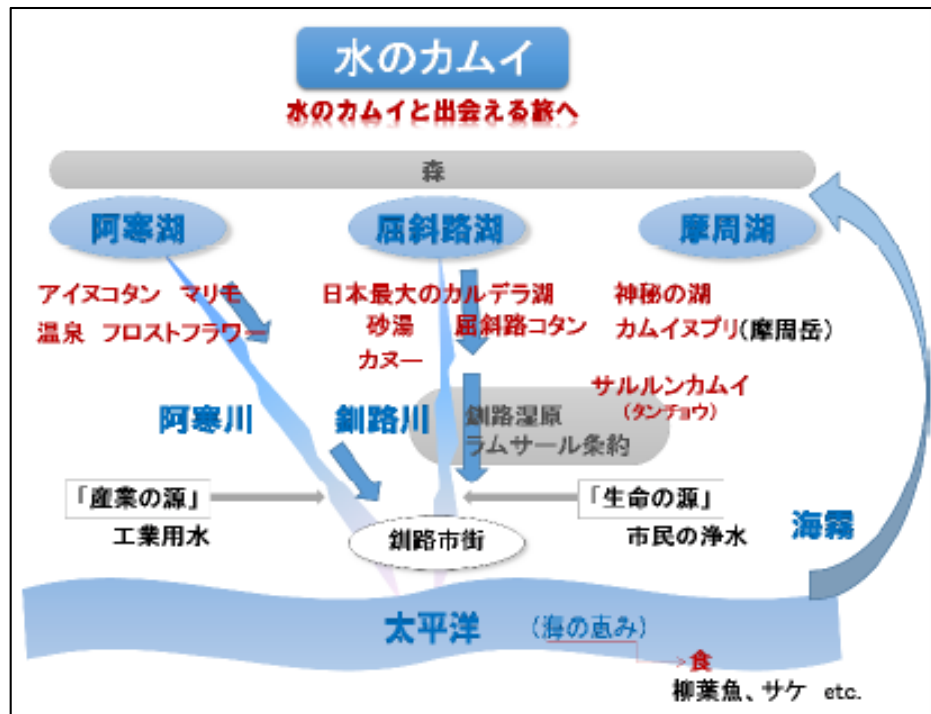 水のカムイ
水のカムイと出会える旅へ
森
阿寒湖
屈斜路湖
摩周湖
アイヌコタン マリモ
温泉 フロストフラワー
日本最大のカルデラ湖
砂湯 屈斜路コタン
カヌー
神秘の湖
カムイヌプリ(摩周岳)
サルルンカムイ
(タンチョウ)
阿寒川
釧路川
釧路湿原
ラムサール条約
「産業の源」
工業用水
釧路市街
「生命の源」
市民の浄水
海霧
太平洋 (海の恵み)
食
柳葉魚、サケ etc.